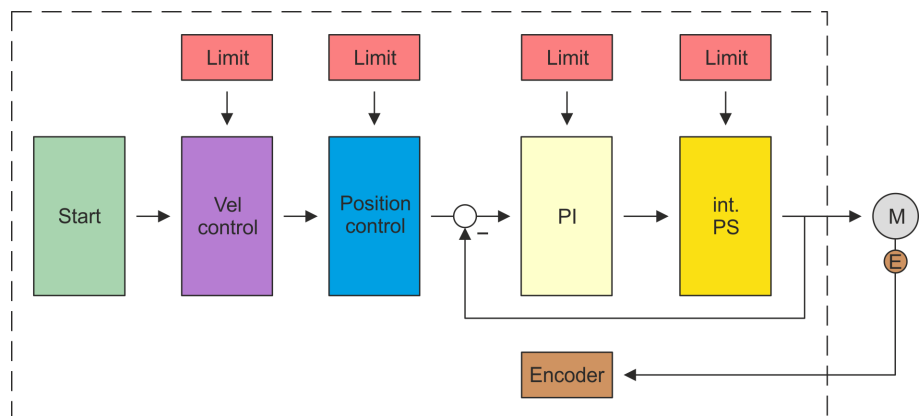 Limit
Limit
Limit
Limit
Start
Vel
control
Position
control
–
PI
int.
PS
M
E
Encoder